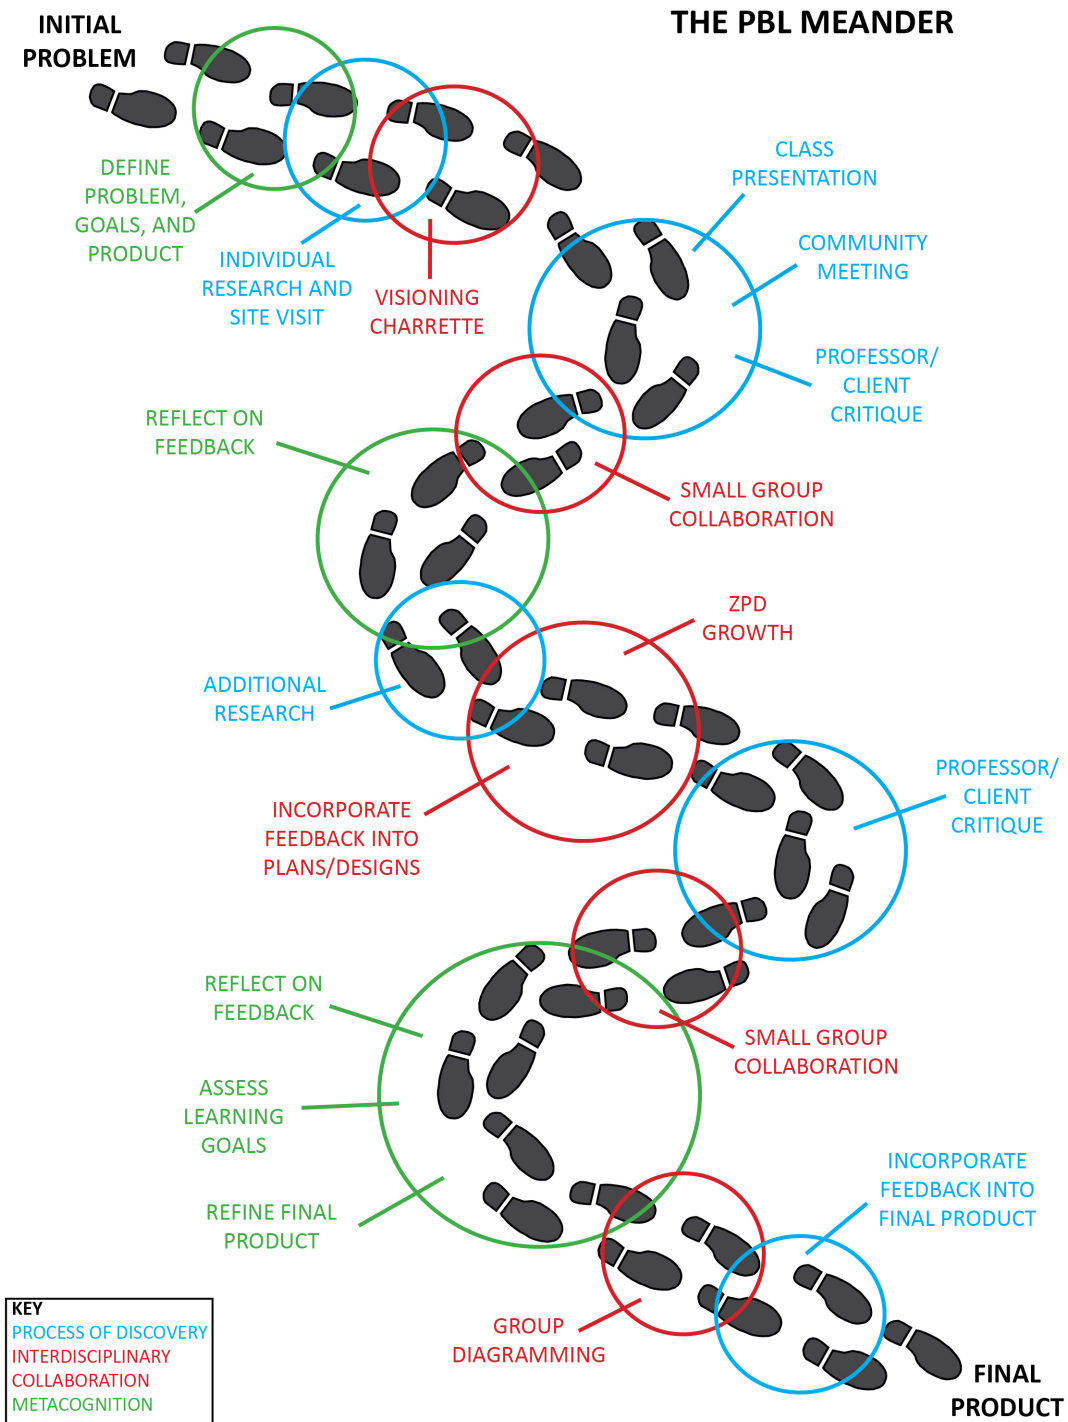 INITIAL
PROBLEM
THE PBL MEANDER
DEFINE
PROBLEM,
GOALS, AND
PRODUCT
INDIVIDUAL
RESEARCH AND
SITE VISIT
VISIONING
CHARRETTE
CLASS
PRESENTATION
COMMUNITY
MEETING
PROFESSOR/
CLIENT
CRITIQUE
REFLECT ON
FEEDBACK
SMALL GROUP
COLLABORATION
ZPD
GROWTH
ADDITIONAL
RESEARCH
INCORPORATE
FEEDBACK INTO
PLANS/DESIGNS
PROFESSOR/
CLIENT
CRITIQUE
REFLECT ON
FEEDBACK
SMALL GROUP
COLLABORATION
ASSESS
LEARNING
GOALS
REFINE FINAL
PRODUCT
INCORPORATE
FEEDBACK INTO
FINAL PRODUCT
GROUP
DIAGRAMMING
FINAL
PRODUCT
KEY
PROCESS OF DISCOVERY
INTERDISCIPLINARY
COLLABORATION
METACOGNITION